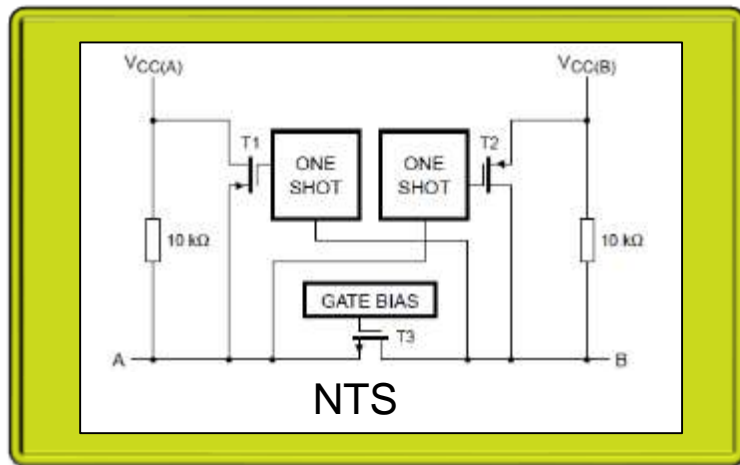 VCC(A)
VCC(B)
T1
T2
ONE
SHOT
ONE
SHOT
10 kΩ
10 kΩ
GATE BIAS
T3
A
B
NTS